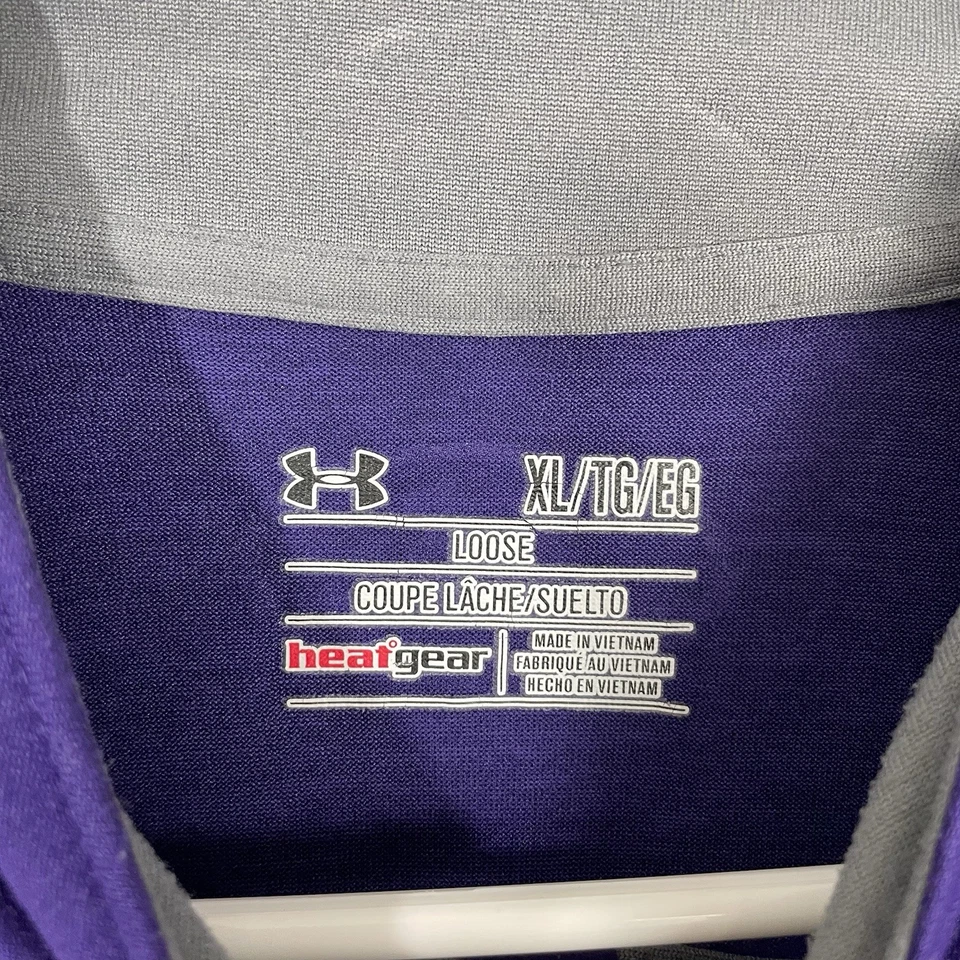 XL/TG/EG
LOOSE
COUPE LÂCHE/SUELTO
heatgear
MADE IN VIETNAM
FABRIQUÉ AU VIETNAM
HECHO EN VIETNAM